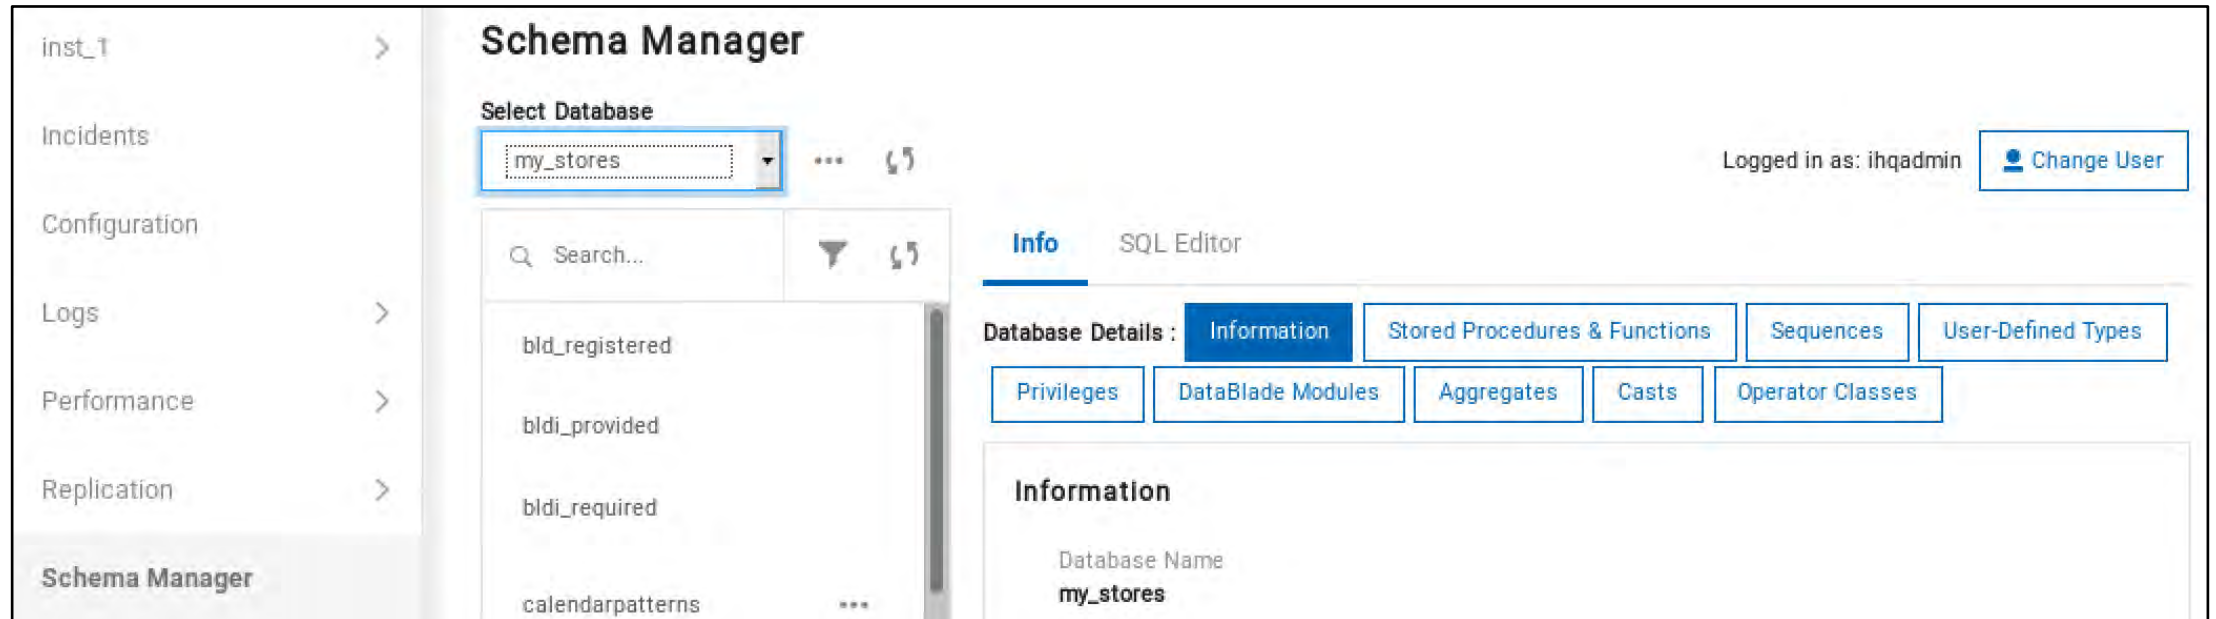 inst_1
Incidents
Configuration
Logs
Performance
Replication
Schema Manager
Schema Manager
Select Database
my_stores
Logged in as: ihqadmin
Change User
Search...
bld_registered
bldi_provided
bldi_required
calendarpatterns
Info SQL Editor
Database Details : Information Stored Procedures & Functions Sequences User-Defined Types
Privileges DataBlade Modules Aggregates Casts Operator Classes
Information
Database Name
my_stores